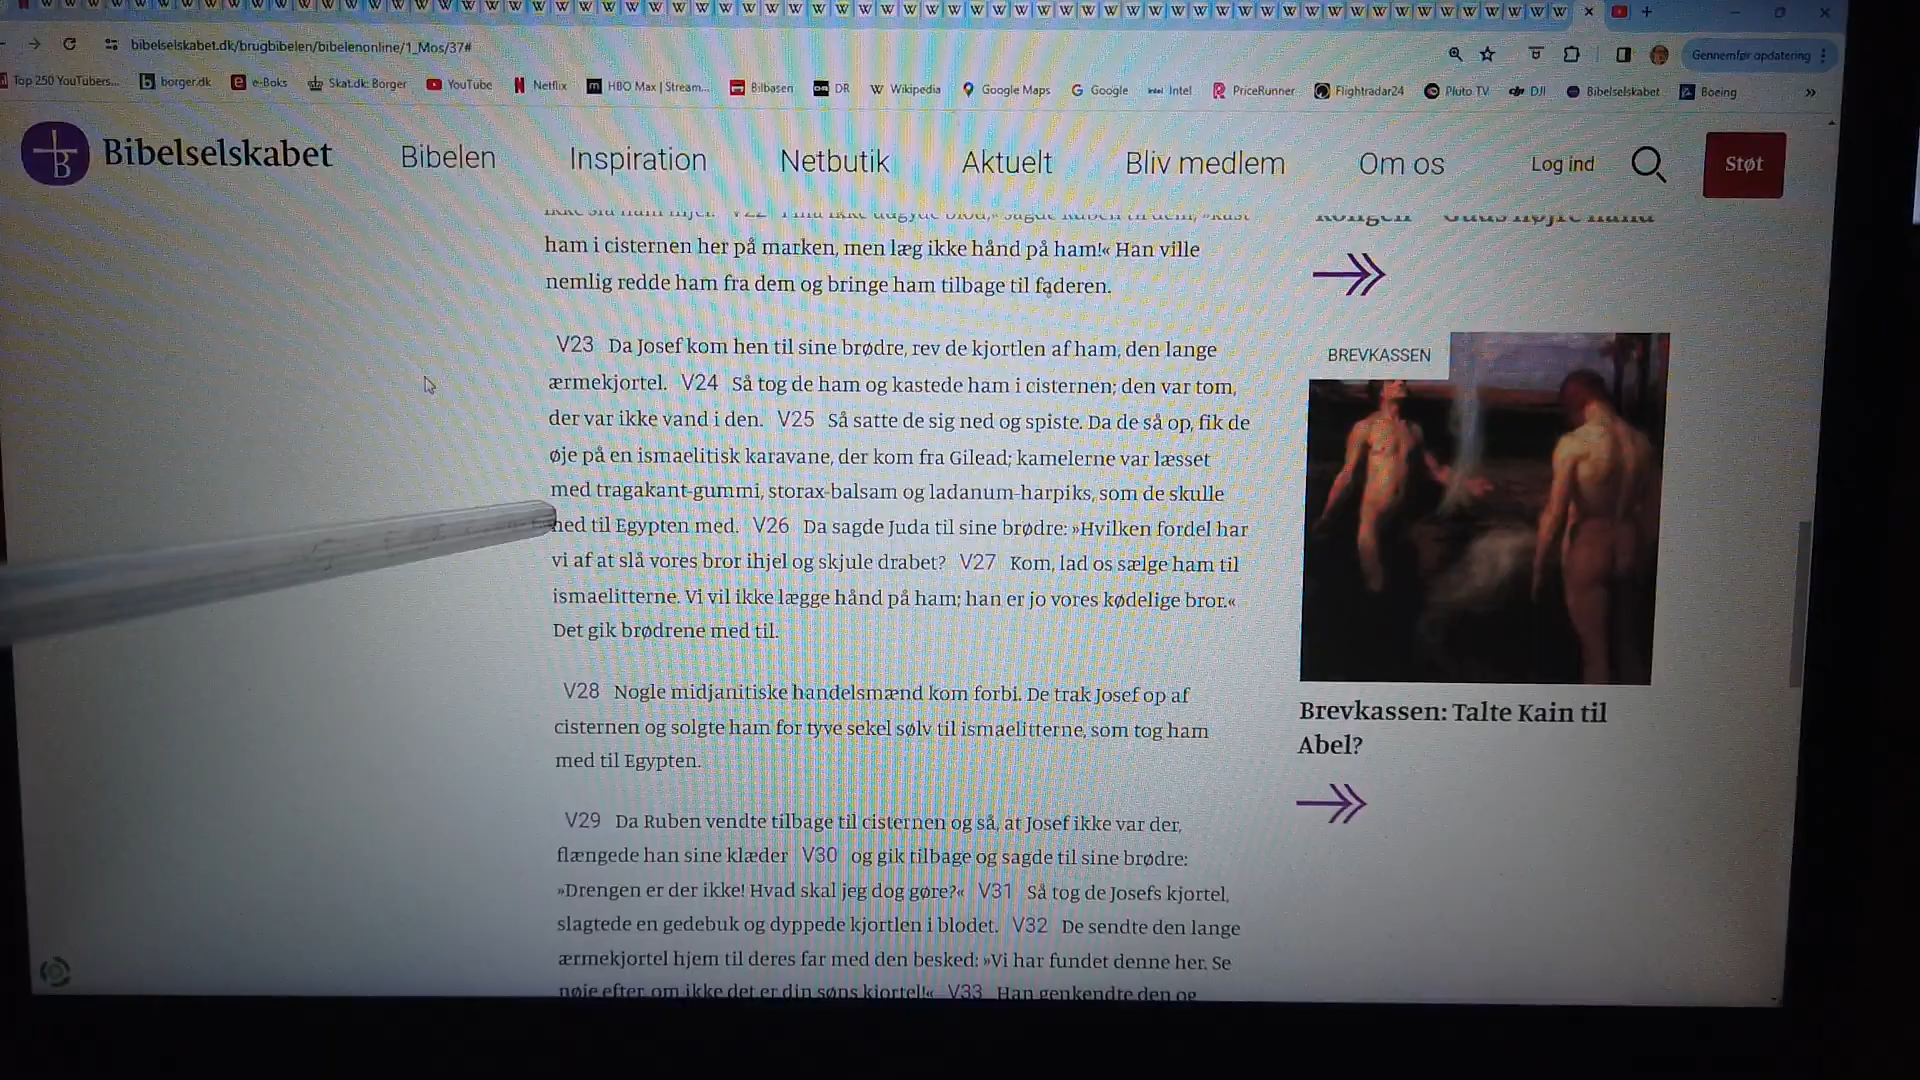 bibelselskabet.dk/brugbibelen/bibelenonline/1_Mos/37#
Gennemfør opdatering
Top 250 YouTubers... borger.dk e-Boks Skat.dk: Borger YouTube Netflix HBO Max | Stream... Bilbasen DR Wikipedia Google Maps Google Intel PriceRunner Flightradar24 Pluto TV DJI Bibelselskabet Boeing »
Bibelselskabet Bibelen Inspiration Netbutik Aktuelt Bliv medlem Om os Log ind Støt
ham i cisternen her på marken, men læg ikke hånd på ham!« Han ville
nemlig redde ham fra dem og bringe ham tilbage til faderen.
V23 Da Josef kom hen til sine brødre, rev de kjortlen af ham, den lange
ærmekjortel. V24 Så tog de ham og kastede ham i cisternen; den var tom,
der var ikke vand i den. V25 Så satte de sig ned og spiste. Da de så op, fik de
øje på en ismaelitisk karavane, der kom fra Gilead; kamelerne var læsset
med tragakant-gummi, storax-balsam og ladanum-harpiks, som de skulle
ned til Egypten med. V26 Da sagde Juda til sine brødre: »Hvilken fordel har
vi af at slå vores bror ihjel og skjule drabet? V27 Kom, lad os sælge ham til
ismaelitterne. Vi vil ikke lægge hånd på ham; han er jo vores kødelige bror.«
Det gik brødrene med til.
V28 Nogle midjanitiske handelsmænd kom forbi. De trak Josef op af
cisternen og solgte ham for tyve sekel sølv til ismaelitterne, som tog ham
med til Egypten.
V29 Da Ruben vendte tilbage til cisternen og så, at Josef ikke var der,
flængede han sine klæder V30 og gik tilbage og sagde til sine brødre:
»Drengen er der ikke! Hvad skal jeg dog gøre?« V31 Så tog de Josefs kjortel,
slagtede en gedebuk og dyppede kjortlen i blodet. V32 De sendte den lange
ærmekjortel hjem til deres far med den besked: »Vi har fundet denne her. Se
nøje efter om ikke det er din søns kjortel!« V33 Han genkendte den og
BREVKASSEN
Brevkassen: Talte Kain til
Abel?